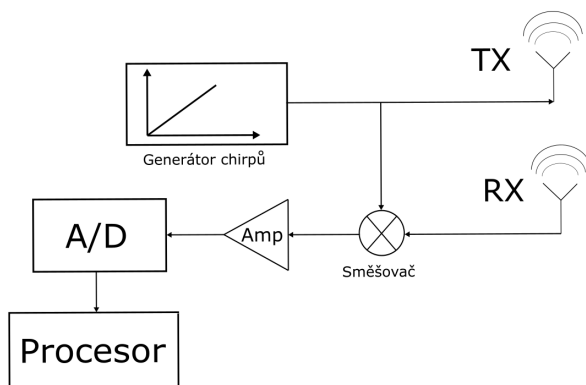 TX
Generátor chirpů
RX
A/D
Amp
Směšovač
Procesor